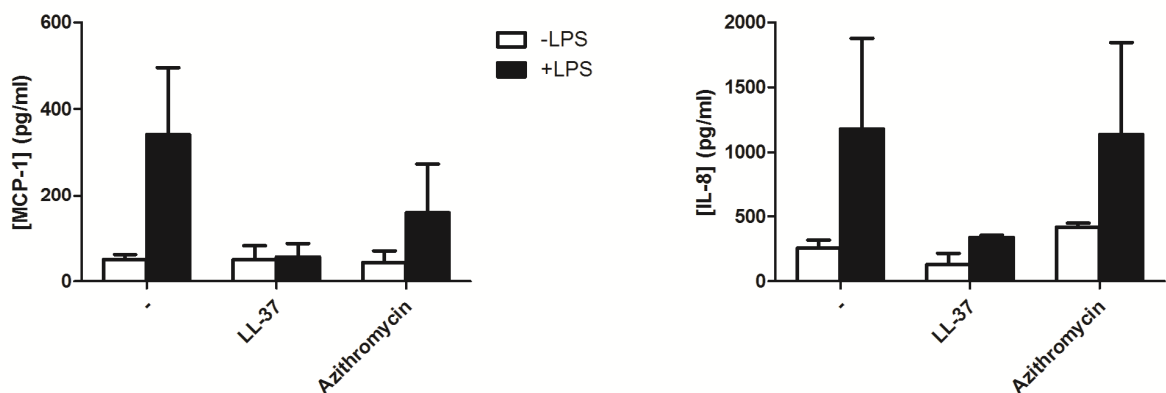 [MCP-1] (pg/ml)
600
400
200
0
-
LL-37
Azithromycin
-LPS
+LPS
[IL-8] (pg/ml)
2000
1500
1000
500
0
-
LL-37
Azithromycin